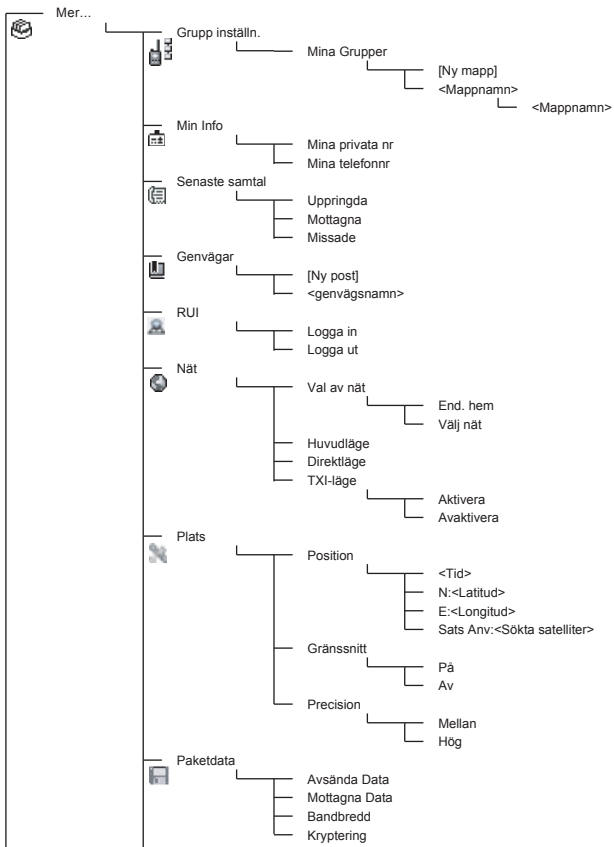 Mer…
Grupp inställn.
Mina Grupper
[Ny mapp]
<Mappnamn>
<Mappnamn>
Min Info
Mina privata nr
Mina telefonnr
Senaste samtal
Uppringda
Mottagna
Missade
Genvägar
[Ny post]
<genvägsnamn>
RUI
Logga in
Logga ut
Nät
Val av nät
End. hem
Välj nät
Huvudläge
Direktläge
TXI-läge
Aktivera
Avaktivera
Plats
Position
<Tid>
N:<Latitud>
E:<Longitud>
Sats Anv:<Sökta satelliter>
Gränssnitt
På
Av
Precision
Mellan
Hög
Paketdata
Avsända Data
Mottagna Data
Bandbredd
Kryptering